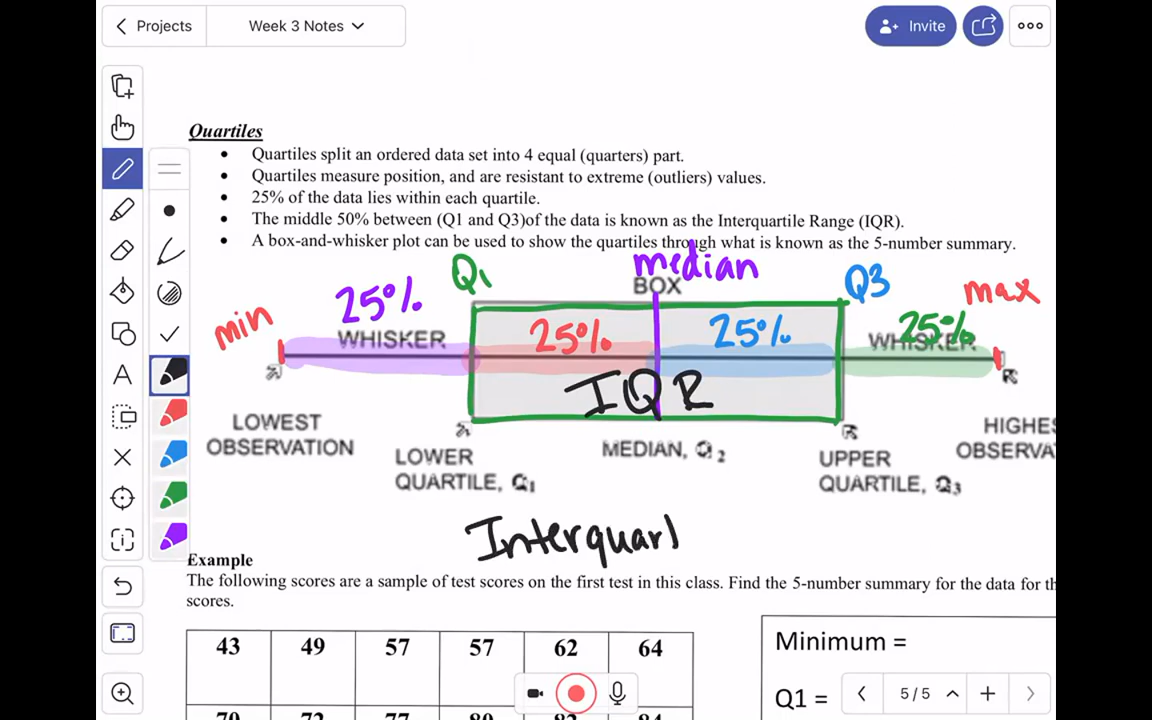 Projects
Week 3 Notes
Invite
Quartiles
• Quartiles split an ordered data set into 4 equal (quarters) part.
• Quartiles measure position, and are resistant to extreme (outliers) values.
• 25% of the data lies within each quartile.
• The middle 50% between (Q1 and Q3)of the data is known as the Interquartile Range (IQR).
• A box-and-whisker plot can be used to show the quartiles through what is known as the 5-number summary.
Q1 median Q3
min 25% BOX max
WHISKER 25% 25% WHISKER 25%
IQR
LOWEST
OBSERVATION
LOWER
QUARTILE, Q1
MEDIAN, Q2
UPPER
QUARTILE, Q3
HIGHES
OBSERVA
Interquar
Example
The following scores are a sample of test scores on the first test in this class. Find the 5-number summary for the data for th
scores.
43 49 57 57 62 64
Minimum =
Q1 =
5/5